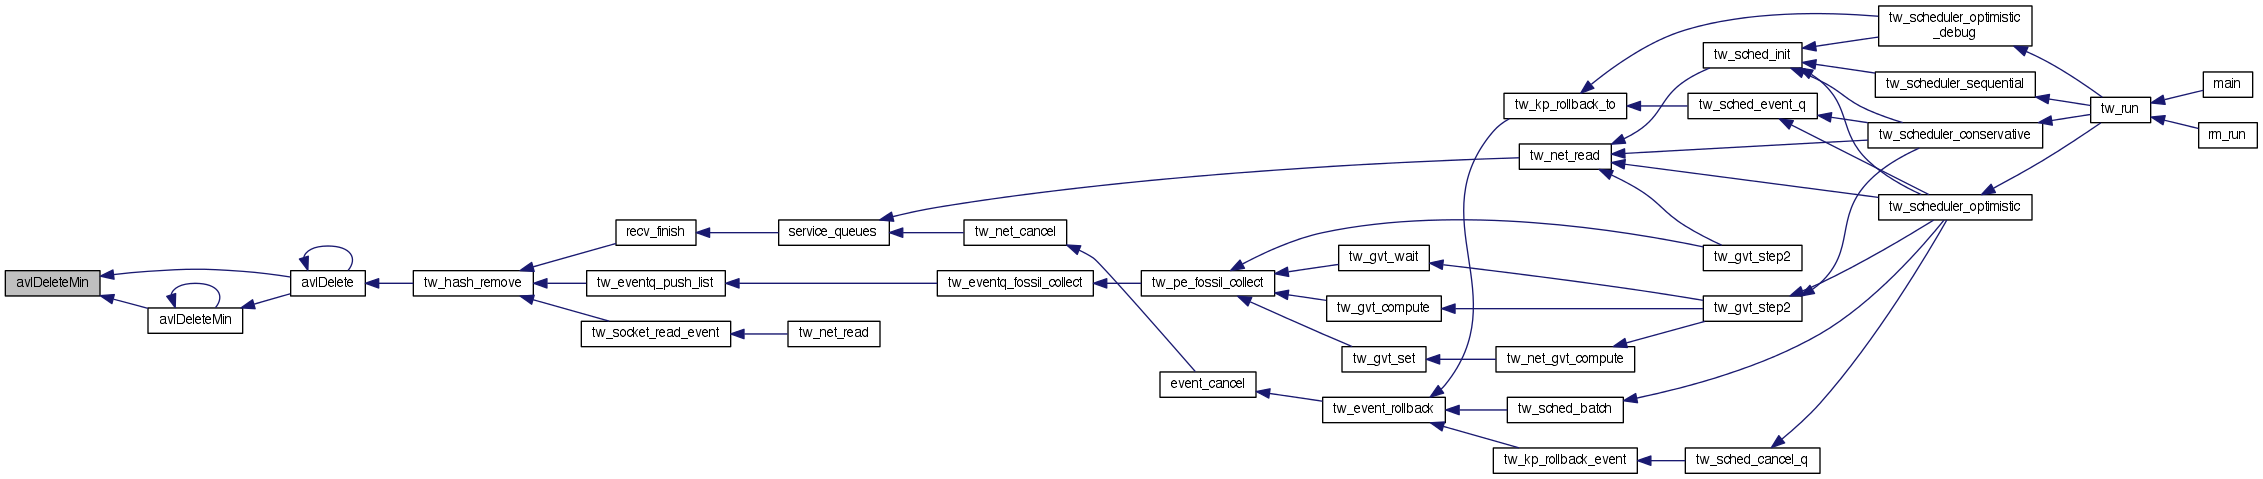 avlDeleteMin
avlDeleteMin
avlDelete
tw_hash_remove
recv_finish
tw_eventq_push_list
tw_socket_read_event
service_queues
tw_net_read
tw_net_cancel
tw_eventq_fossil_collect
tw_pe_fossil_collect
event_cancel
tw_gvt_wait
tw_gvt_compute
tw_gvt_set
tw_event_rollback
tw_kp_rollback_to
tw_net_read
tw_net_gvt_compute
tw_sched_batch
tw_kp_rollback_event
tw_sched_init
tw_sched_event_q
tw_gvt_step2
tw_gvt_step2
tw_sched_cancel_q
tw_scheduler_optimistic
_debug
tw_scheduler_sequential
tw_scheduler_conservative
tw_scheduler_optimistic
tw_run
main
rm_run